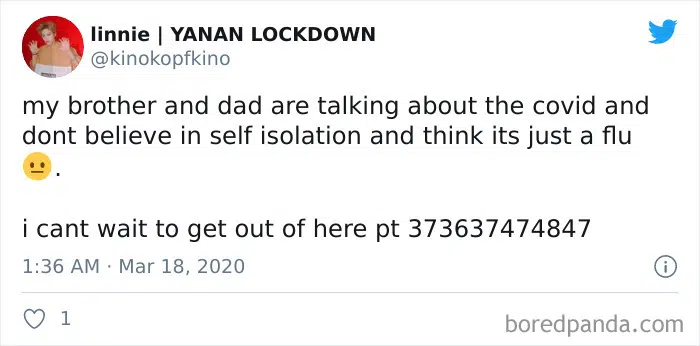 linnie | YANAN LOCKDOWN
@kinokopfkino
my brother and dad are talking about the covid and
dont believe in self isolation and think its just a flu
😐.
i cant wait to get out of here pt 373637474847
1:36 AM · Mar 18, 2020
1
boredpanda.com